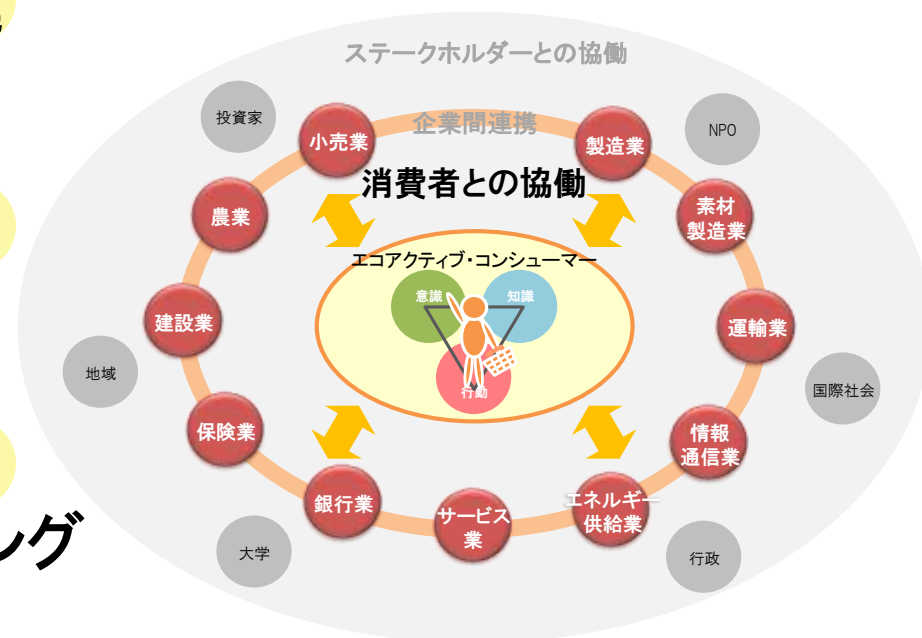 ステークホルダーとの協働
企業間連携
投資家
NPO
小売業
製造業
消費者との協働
農業
素材
製造業
エコアクティブ・コンシューマー
意識
知識
行動
建設業
運輸業
地域
国際社会
保険業
情報
通信業
銀行業
サービス
業
エネルギー
供給業
大学
行政
ング